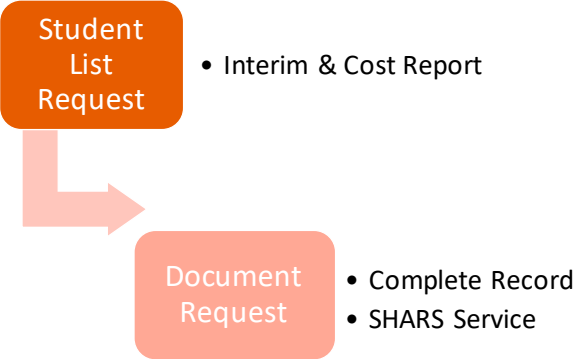 Student
List
Request
• Interim & Cost Report
Document
Request
• Complete Record
• SHARS Service